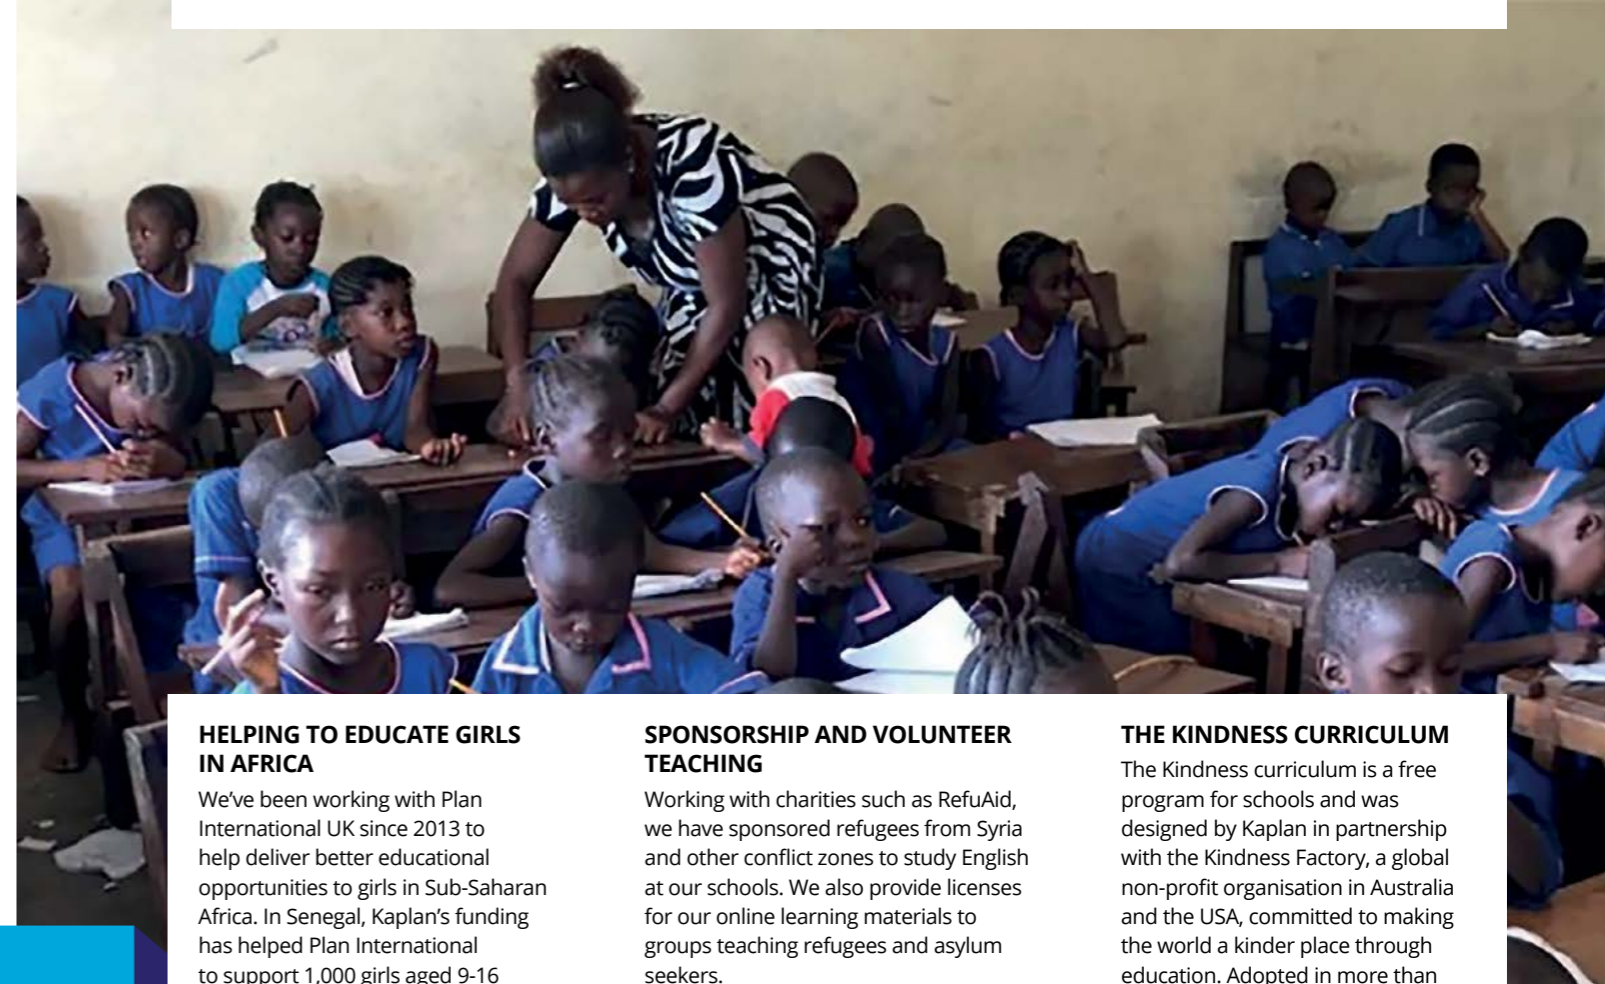 HELPING TO EDUCATE GIRLS
IN AFRICA
We've been working with Plan
International UK since 2013 to
help deliver better educational
opportunities to girls in Sub-Saharan
Africa. In Senegal, Kaplan's funding
has helped Plan International
to support 1,000 girls aged 9-16
SPONSORSHIP AND VOLUNTEER
TEACHING
Working with charities such as RefuAid,
we have sponsored refugees from Syria
and other conflict zones to study English
at our schools. We also provide licenses
for our online learning materials to
groups teaching refugees and asylum
seekers.
THE KINDNESS CURRICULUM
The Kindness curriculum is a free
program for schools and was
designed by Kaplan in partnership
with the Kindness Factory, a global
non-profit organisation in Australia
and the USA, committed to making
the world a kinder place through
education. Adopted in more than